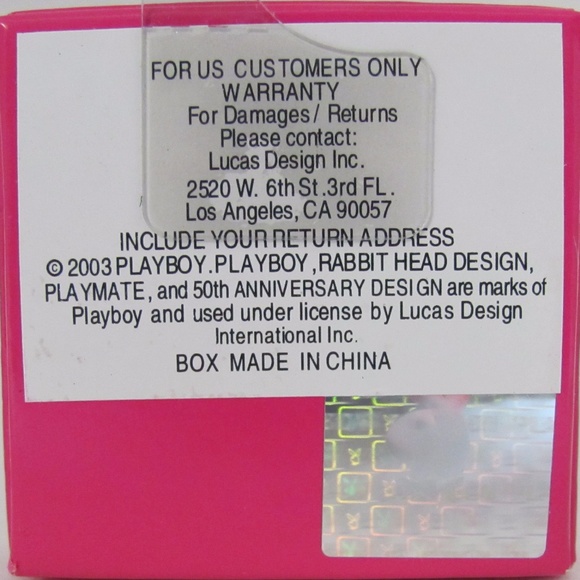 FOR US CUSTOMERS ONLY
WARRANTY
For Damages/ Returns
Please contact:
Lucas Design Inc.
2520 W. 6th St.3rd FL.
Los Angeles, CA 90057
INCLUDE YOUR RETURN ADDRESS
© 2003 PLAYBOY.PLAYBOY, RABBIT HEAD DESIGN,
PLAYMATE, and 50th ANNIVERSARY DESIGN are marks of
Playboy and used under license by Lucas Design
International Inc.
BOX MADE IN CHINA